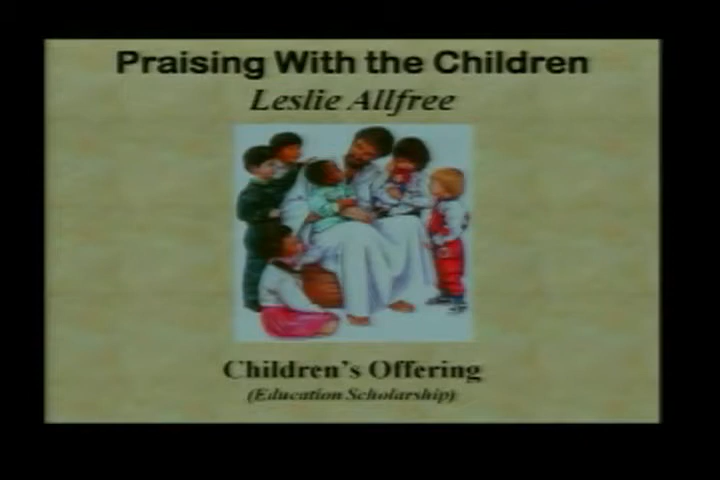 Praising With the Children
Leslie Allfree
Children's Offering
(Education Scholarship)